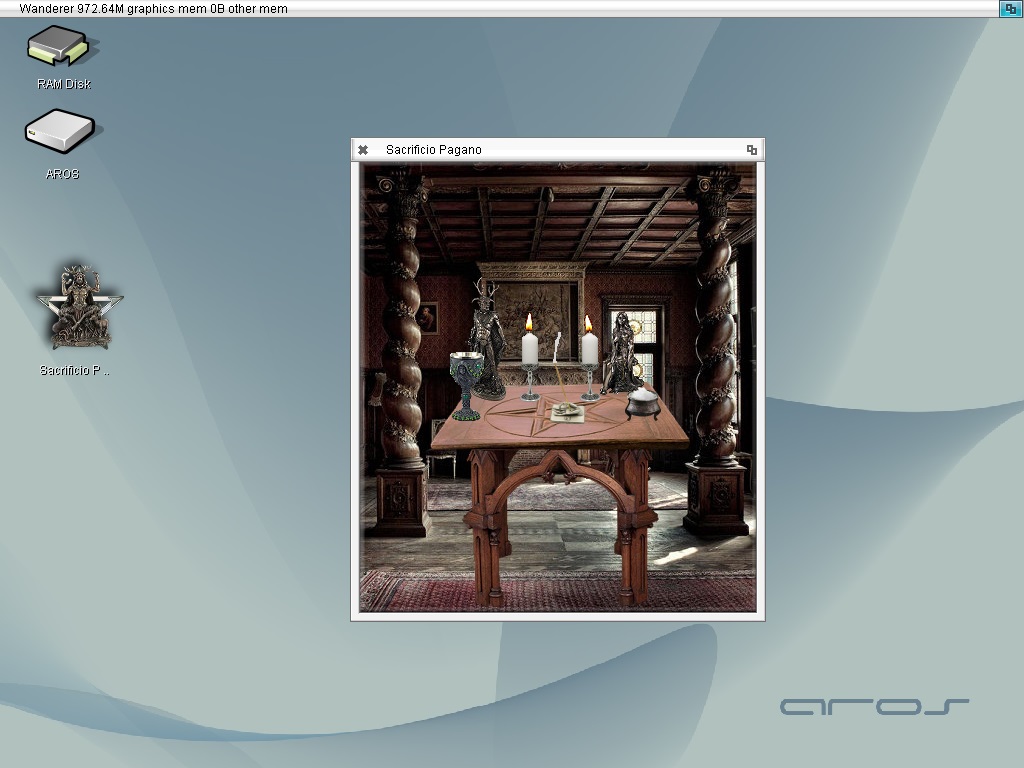 Wanderer 972.64M graphics mem 0B other mem
RAM Disk
AROS
Sacrificio Pagano
Sacrificio P..
aros